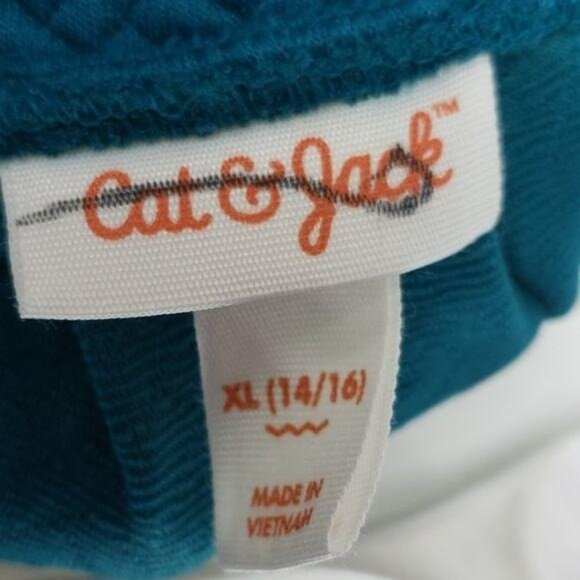 Cat & Jack™
XL (14/16)
MADE IN
VIETNAM